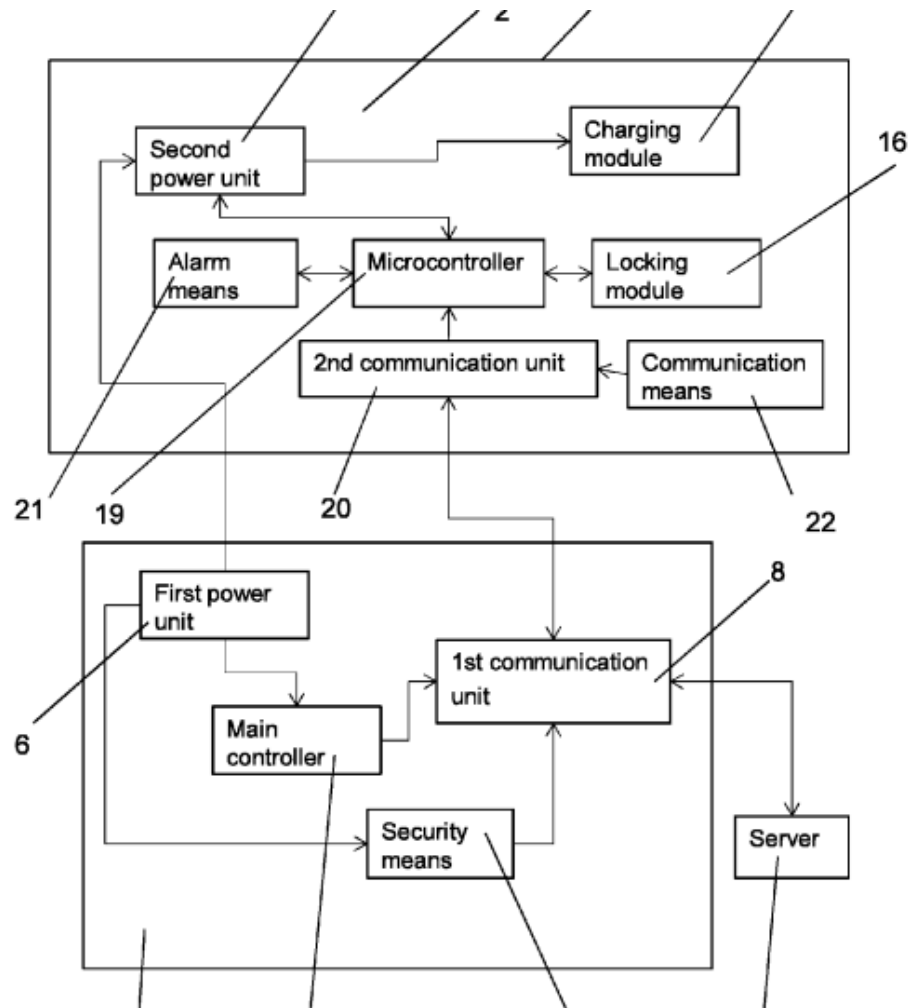 2
Second
power unit
Charging
module
16
Alarm
means
Microcontroller
Locking
module
2nd communication unit
Communication
means
21
19
20
22
First power
unit
8
1st communication
unit
6
Main
controller
Security
means
Server